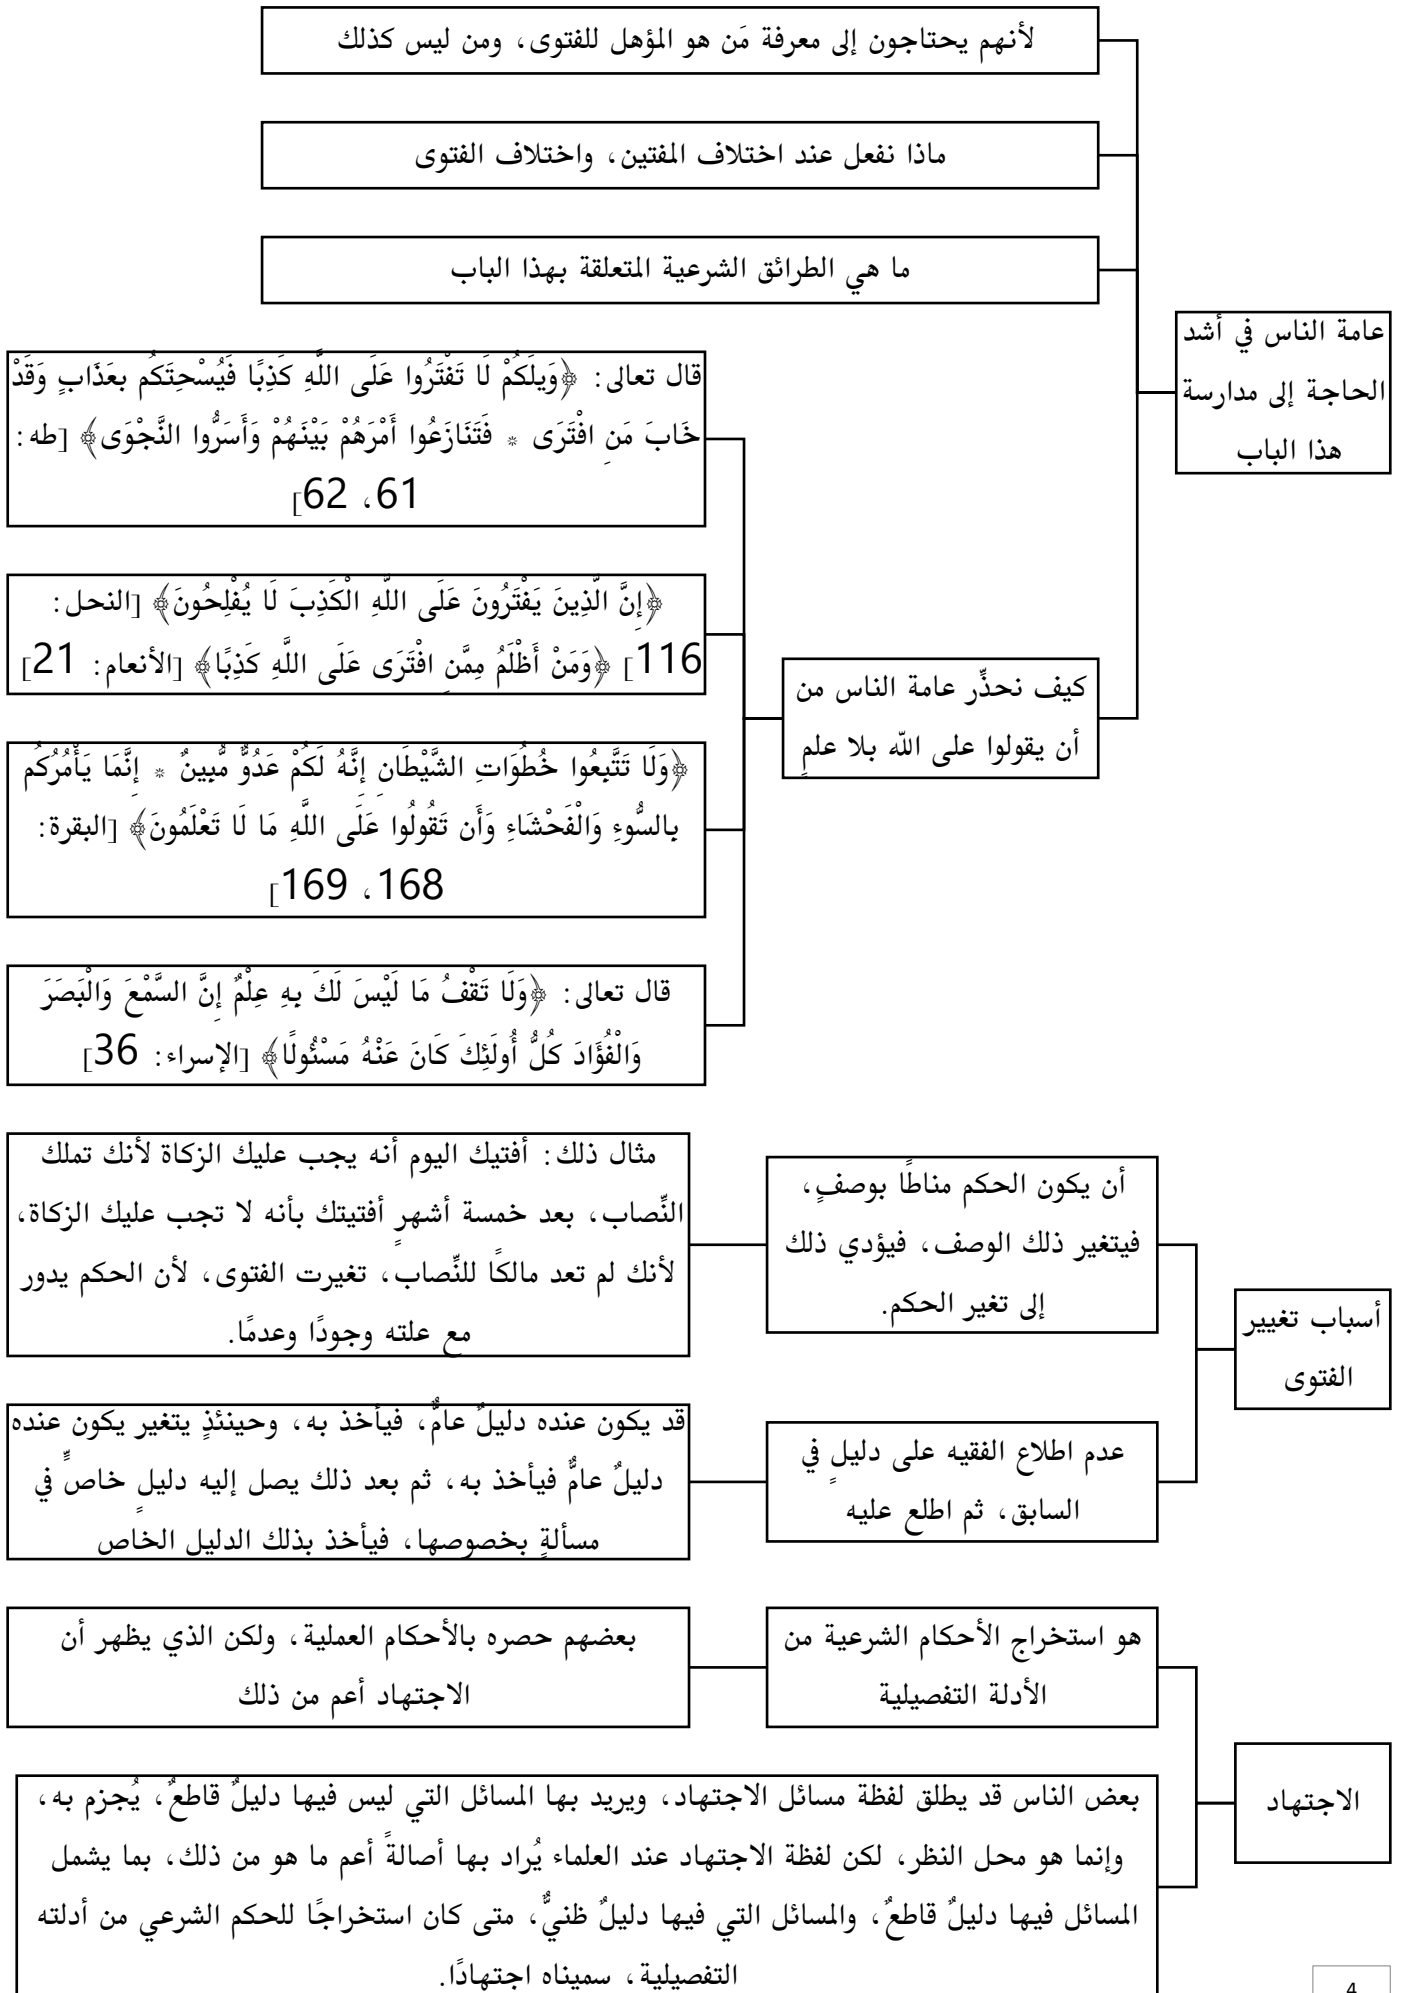 عامة الناس في أشد
الحاجة إلى مدارسة
هذا الباب
لأنهم يحتاجون إلى معرفة مَن هو المؤهل للفتوى، ومن ليس كذلك
ماذا نفعل عند اختلاف المفتين، واختلاف الفتوى
ما هي الطرائق الشرعية المتعلقة بهذا الباب
كيف نحذِّر عامة الناس من
أن يقولوا على الله بلا علمٍ
قال تعالى: ﴿وَيلَكُمْ لَا تَفْتَرُوا عَلَى اللَّهِ كَذِبًا فَيُسْحِتَكُم بعَذَابٍ وَقَدْ
خَابَ مَنِ افْتَرَى * فَتَنَازَعُوا أَمْرَهُمْ بَيْنَهُمْ وَأَسَرُّوا النَّجْوَى﴾ [طه:
61، 62]
﴿إِنَّ الَّذِينَ يَفْتَرُونَ عَلَى اللَّهِ الْكَذِبَ لَا يُفْلِحُونَ﴾ [النحل:
116] ﴿وَمَنْ أَظْلَمُ مِمَّنِ افْتَرَى عَلَى اللَّهِ كَذِبًا﴾ [الأنعام: 21]
﴿وَلَا تَتَّبِعُوا خُطُوَاتِ الشَّيْطَانِ إِنَّهُ لَكُمْ عَدُوٌّ مُّبِينٌ * إِنَّمَا يَأْمُرُكُم
بِالسُّوءِ وَالْفَحْشَاءِ وَأَن تَقُولُوا عَلَى اللَّهِ مَا لَا تَعْلَمُونَ﴾ [البقرة:
168، 169]
قال تعالى: ﴿وَلَا تَقْفُ مَا لَيْسَ لَكَ بِهِ عِلْمٌ إِنَّ السَّمْعَ وَالْبَصَرَ
وَالْفُؤَادَ كُلُّ أُولَئِكَ كَانَ عَنْهُ مَسْئُولًا﴾ [الإسراء: 36]
أسباب تغيير
الفتوى
أن يكون الحكم مناطًا بوصفٍ،
فيتغير ذلك الوصف، فيؤدي ذلك
إلى تغير الحكم.
مثال ذلك: أفتيك اليوم أنه يجب عليك الزكاة لأنك تملك
النِّصاب، بعد خمسة أشهرٍ أفتيتك بأنه لا تجب عليك الزكاة،
لأنك لم تعد مالكًا للنِّصاب، تغيرت الفتوى، لأن الحكم يدور
مع علته وجودًا وعدمًا.
عدم اطلاع الفقيه على دليلٍ في
السابق، ثم اطلع عليه
قد يكون عنده دليلٌ عامٌّ، فيأخذ به، وحينئذٍ يتغير يكون عنده
دليلٌ عامٌّ فيأخذ به، ثم بعد ذلك يصل إليه دليلٍ خاصٍّ في
مسألةٍ بخصوصها، فيأخذ بذلك الدليل الخاص
الاجتهاد
هو استخراج الأحكام الشرعية من
الأدلة التفصيلية
بعضهم حصره بالأحكام العملية، ولكن الذي يظهر أن
الاجتهاد أعم من ذلك
بعض الناس قد يطلق لفظة مسائل الاجتهاد، ويريد بها المسائل التي ليس فيها دليلٌ قاطعٌ، يُجزم به،
وإنما هو محل النظر، لكن لفظة الاجتهاد عند العلماء يُراد بها أصالةً أعم ما هو من ذلك، بما يشمل
المسائل فيها دليلٌ قاطعٌ، والمسائل التي فيها دليلٌ ظنيٌّ، متى كان استخراجًا للحكم الشرعي من أدلته
التفصيلية، سميناه اجتهادًا.
4